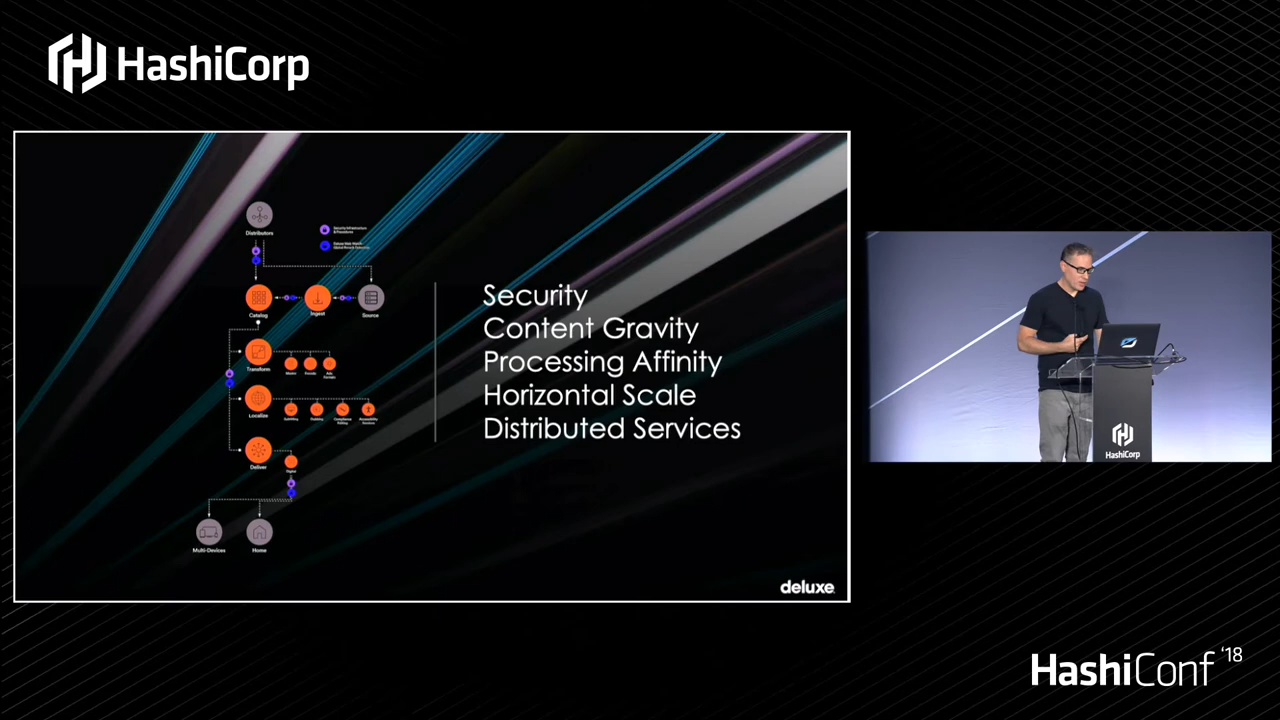 HashiCorp
Distributors
Catalog
Ingest
Source
Transform
Localize
Deliver
Digital
Multi-Devices
Home
Security
Content Gravity
Processing Affinity
Horizontal Scale
Distributed Services
deluxe
HashiCorp
HashiConf '18